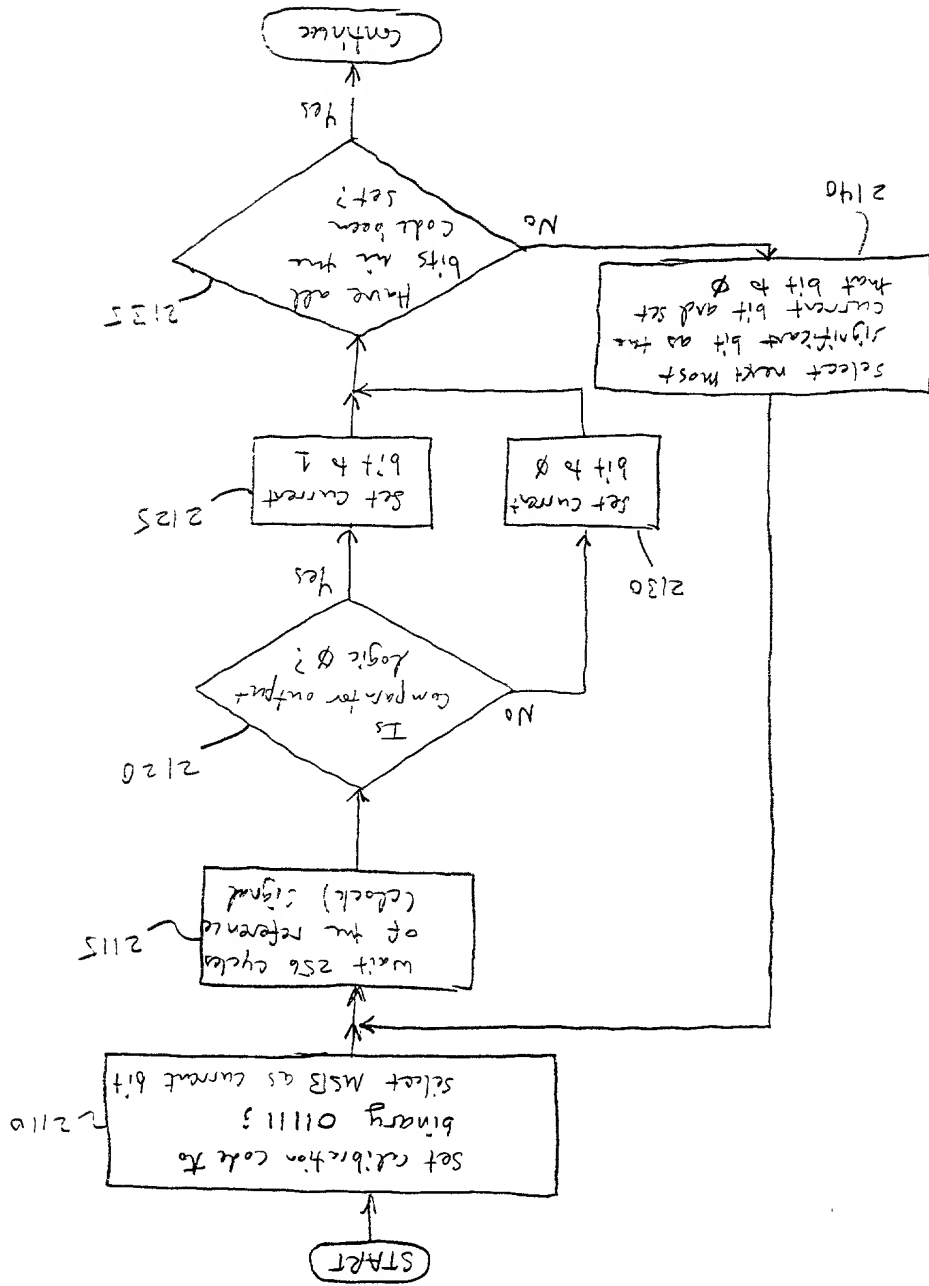 START
Set calibration code to
binary 01111;
select MSB as current bit
2110
wait 256 cycles
of the reference
(clock) signal
2115
Is
Comparator output
Logic Ø?
2120
No
Yes
Set current
bit to Ø
2130
Set current
bit to 1
2125
Have all
bits in the
code been
set?
2135
No
Yes
Select next most
significant bit as the
current bit and set
that bit to Ø
2140
Continue